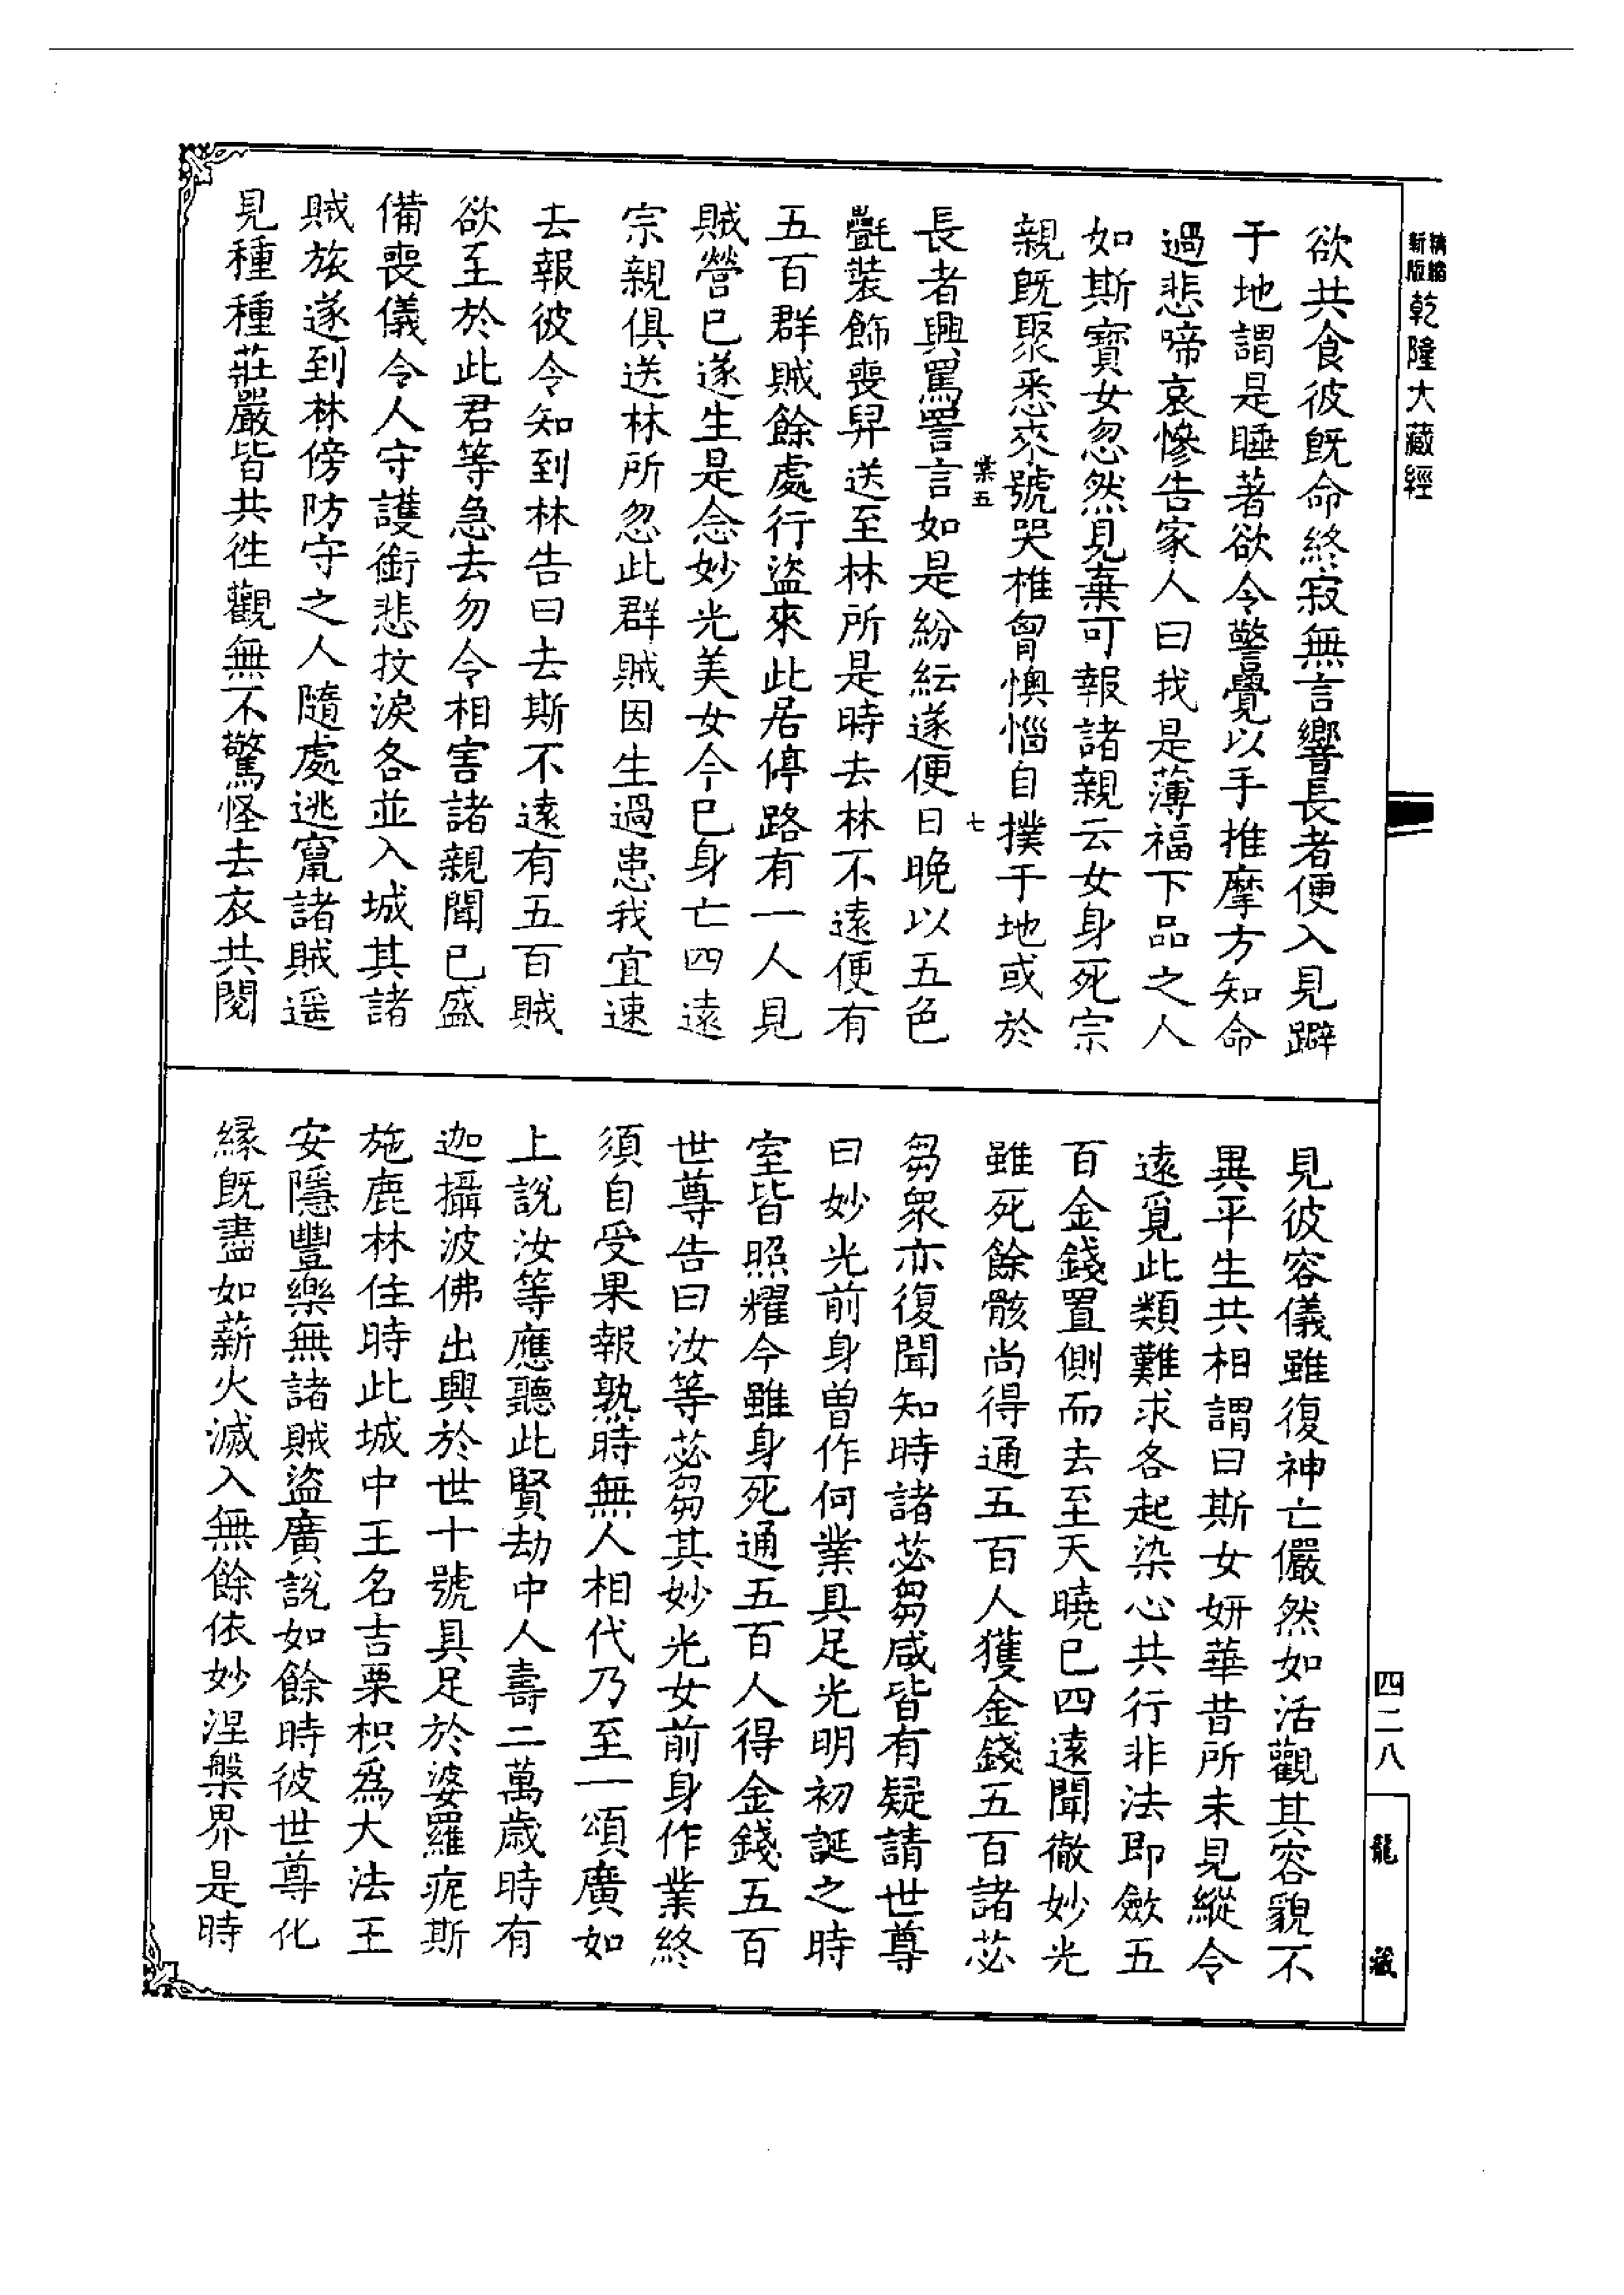 精縮新版乾隆大藏經
欲共食彼既命終寂無言響長者便入見躃
于地謂是睡著欲令警覺以手推摩方知命
過悲啼哀慘告家人曰我是薄福下品之人
如斯寶女忽然見棄可報諸親云女身死宗
親既聚悉來號哭椎胷懊惱自撲于地或於
業五 七
長者興罵詈言如是紛紜遂便日晚以五色
㲲裝飾喪舁送至林所是時去林不遠便有
五百群賊餘處行盜來此居停路有一人見
賊營已遂生是念妙光美女今已身亡四遠
宗親俱送林所忽此群賊因生過患我宜速
去報彼令知到林告曰去斯不遠有五百賊
欲至於此君等急去勿令相害諸親聞已盛
備喪儀令人守護銜悲抆淚各並入城其諸
賊旅遂到林傍防守之人隨處逃竄諸賊遥
見種種莊嚴皆共徃觀無不驚怪去衣共閱
見彼容儀雖復神亡儼然如活觀其容貌不
異平生共相謂曰斯女妍華昔所未見縱令
遠覓此類難求各起染心共行非法即斂五
百金錢置側而去至天曉已四遠聞徹妙光
雖死餘骸尚得通五百人獲金錢五百諸苾
芻眾亦復聞知時諸苾芻咸皆有疑請世尊
曰妙光前身曾作何業具足光明初誕之時
室皆照耀今雖身死通五百人得金錢五百
世尊告曰汝等苾芻其妙光女前身作業終
須自受果報熟時無人相代乃至一頌廣如
上說汝等應聽此賢劫中人壽二萬歲時有
迦攝波佛出興於世十號具足於婆羅痆斯
施鹿林住時此城中王名吉栗枳為大法王
安隱豐樂無諸賊盜廣說如餘時彼世尊化
緣既盡如薪火滅入無餘依妙涅槃界是時
四二八
龍藏